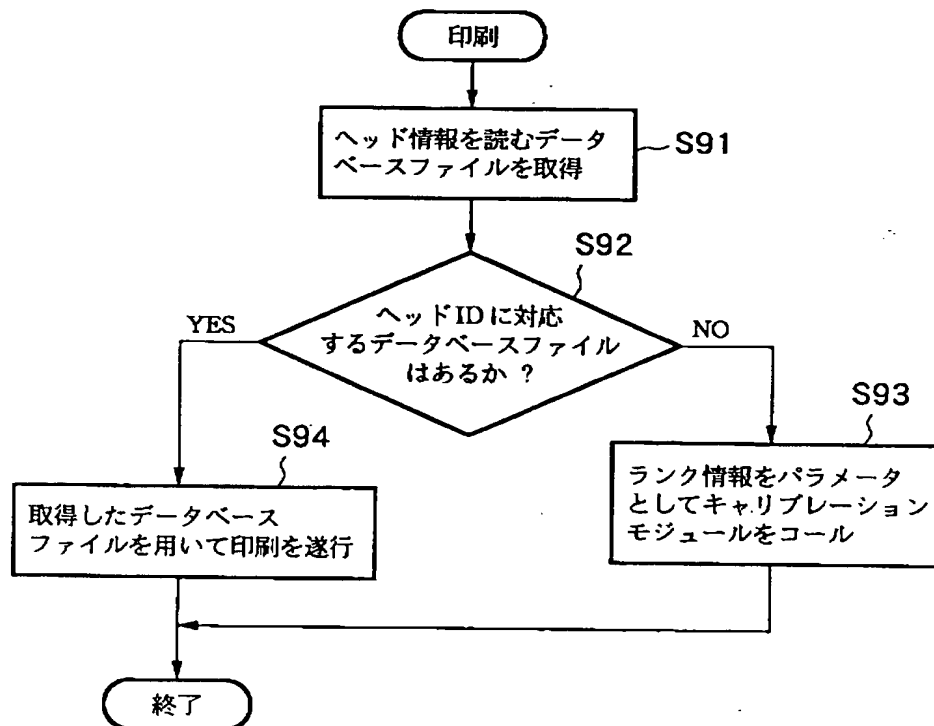 印刷
ヘッド情報を読むデータ
ベースファイルを取得
S91
S92
ヘッドIDに対応
するデータベースファイル
はあるか ?
YES
NO
S93
ランク情報をパラメータ
としてキャリブレーション
モジュールをコール
S94
取得したデータベース
ファイルを用いて印刷を遂行
終了